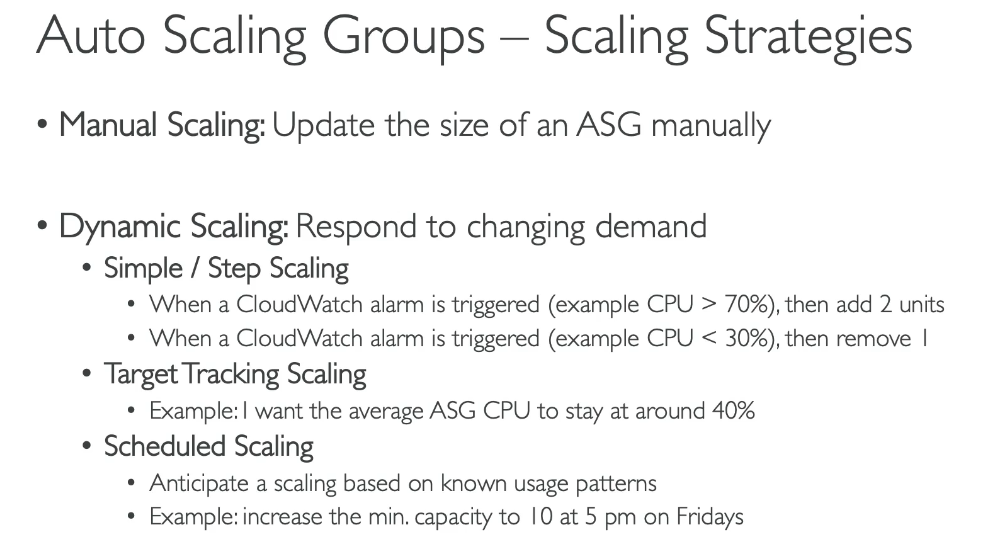 Auto Scaling Groups – Scaling Strategies
• Manual Scaling: Update the size of an ASG manually
• Dynamic Scaling: Respond to changing demand
• Simple / Step Scaling
• When a CloudWatch alarm is triggered (example CPU > 70%), then add 2 units
• When a CloudWatch alarm is triggered (example CPU < 30%), then remove 1
• Target Tracking Scaling
• Example: I want the average ASG CPU to stay at around 40%
• Scheduled Scaling
• Anticipate a scaling based on known usage patterns
• Example: increase the min. capacity to 10 at 5 pm on Fridays